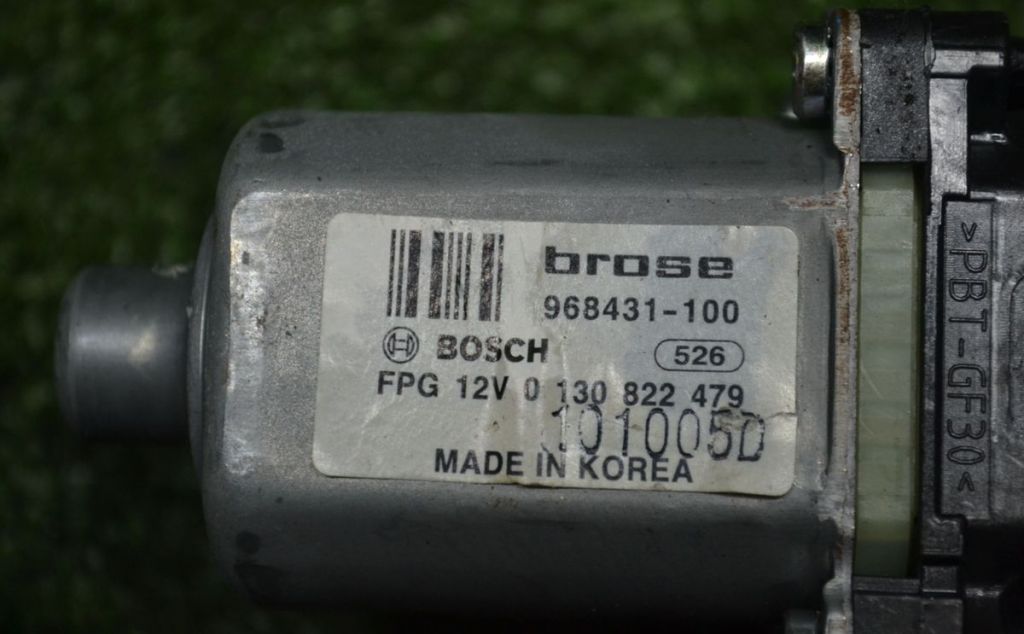 brose
968431-100
BOSCH
526
FPG 12V 0 130 822 479
101005D
MADE IN KOREA
>PBT-GF30<